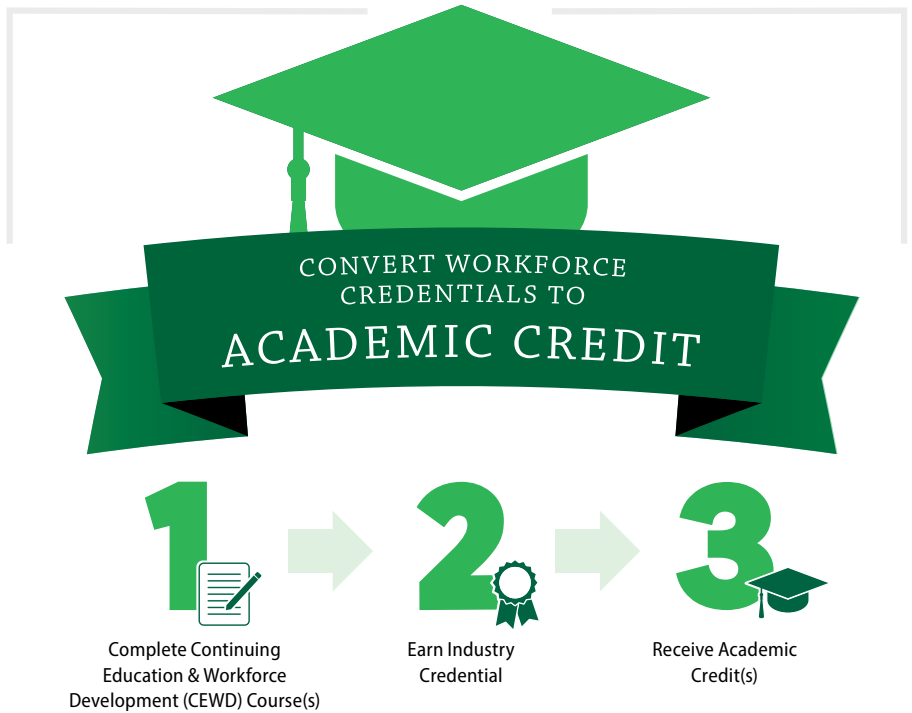 CONVERT WORKFORCE
CREDENTIALS TO
ACADEMIC CREDIT
1
2
3
Complete Continuing
Education & Workforce
Development (CEWD) Course(s)
Earn Industry
Credential
Receive Academic
Credit(s)